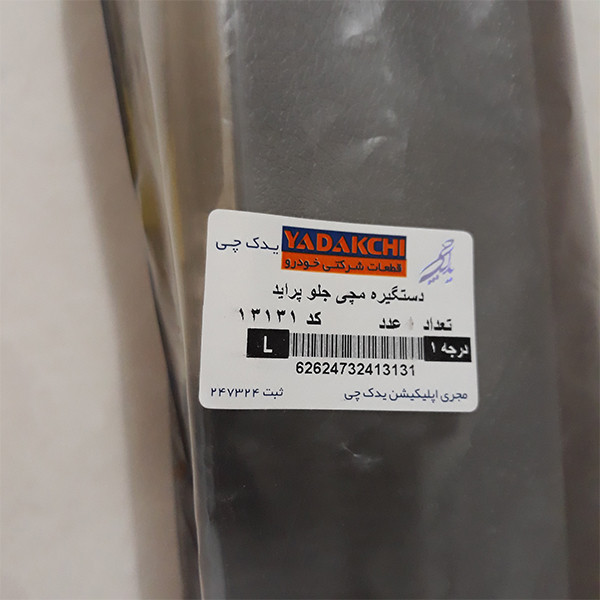 یدک چی YADAKCHI
قطعات شرکتی خودرو
دستگیره مچی جلو پراید
تعداد عدد کد ۱۳۱۳۱
درجه ۱ L
62624732413131
مجری اپلیکیشن یدک چی ثبت ۲۴۷۳۲۴